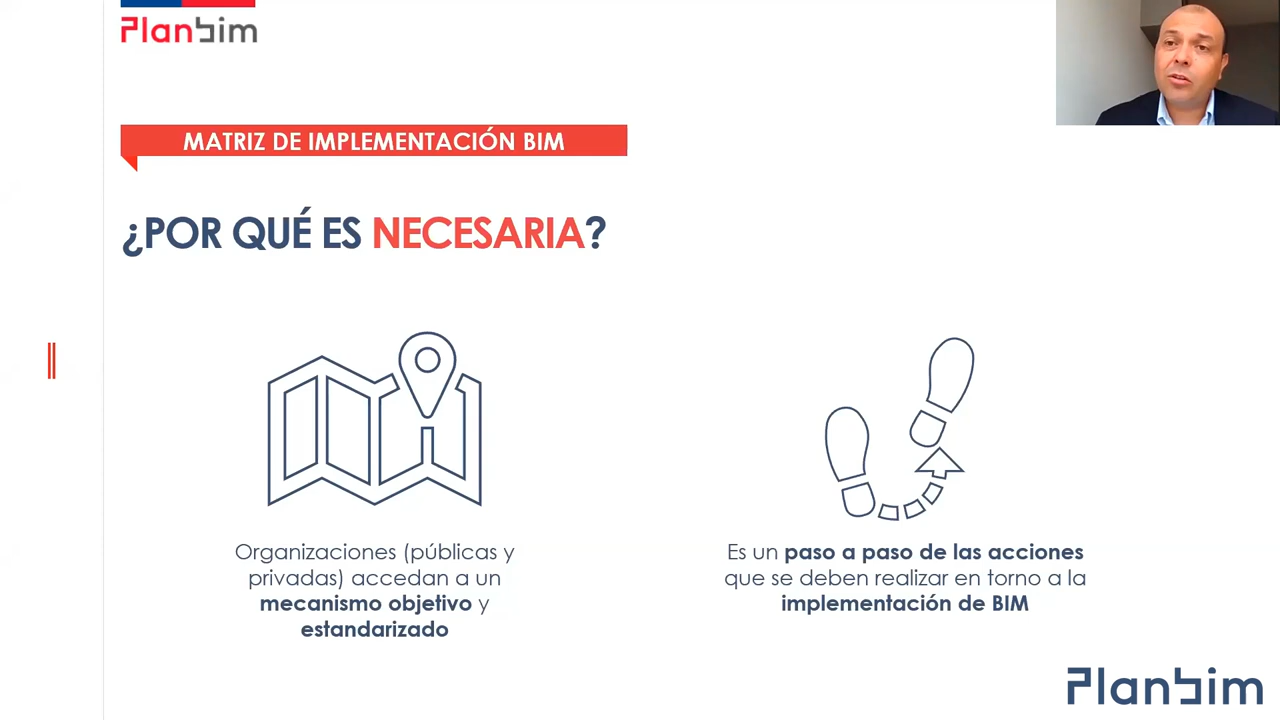 Planbim
MATRIZ DE IMPLEMENTACIÓN BIM
¿POR QUÉ ES NECESARIA?
Organizaciones (públicas y
privadas) accedan a un
mecanismo objetivo y
estandarizado
Es un paso a paso de las acciones
que se deben realizar en torno a la
implementación de BIM
Planbim